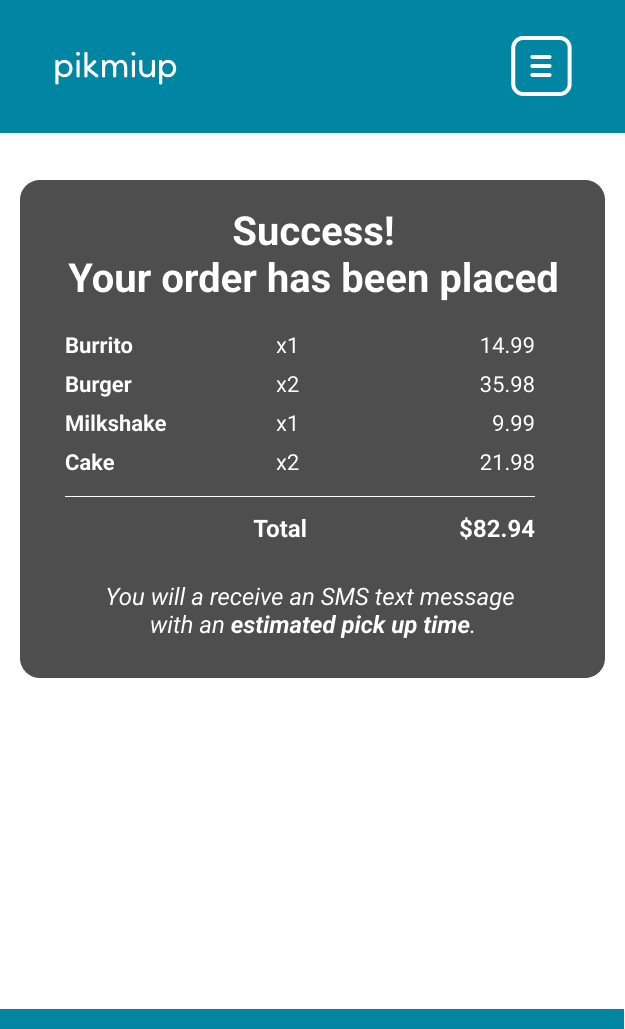 pikmiup
Success!
Your order has been placed
Burrito x1 14.99
Burger x2 35.98
Milkshake x1 9.99
Cake x2 21.98
Total $82.94
You will a receive an SMS text message
with an estimated pick up time.